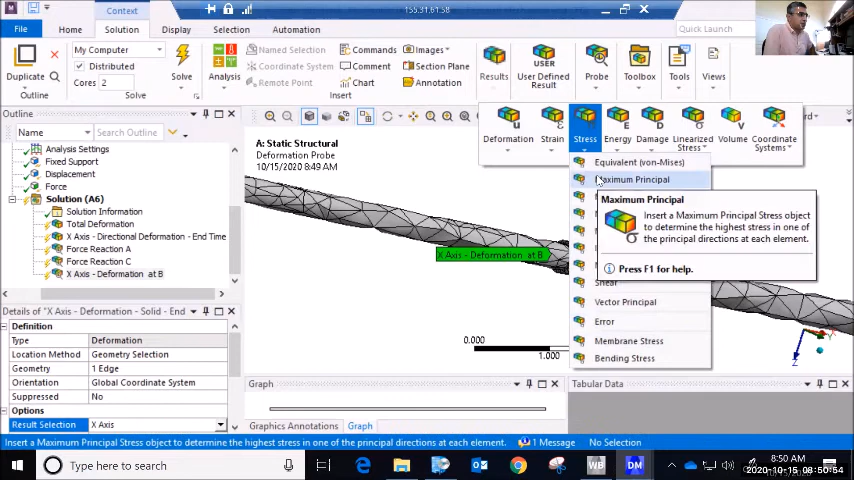 Context
155.31.61.58
File
Home
Solution
Display
Selection
Automation
Quick Launch
Duplicate
My Computer
Distributed
Cores 2
Solve
Analysis
Named Selection
Coordinate System
Remote Point
Commands
Comment
Chart
Images
Section Plane
Annotation
Results
USER
User Defined
Result
Probe
Toolbox
Tools
Views
Outline
Solve
Insert
Outline
Name
Search Outline
Analysis Settings
Fixed Support
Displacement
Force
Solution (A6)
Solution Information
Total Deformation
X Axis - Directional Deformation - End Time
Force Reaction A
Force Reaction C
X Axis - Deformation at B
Deformation
Strain
Stress
Energy
Damage
Linearized
Stress
Volume
Coordinate
Systems
Equivalent (von-Mises)
Maximum Principal
Shear
Vector Principal
Error
Membrane Stress
Bending Stress
Maximum Principal
Insert a Maximum Principal Stress object
to determine the highest stress in one of
the principal directions at each element.
Press F1 for help.
A: Static Structural
Deformation Probe
10/15/2020 8:49 AM
X Axis - Deformation at B
0.000
1.000
Z
Details of "X Axis - Deformation - Solid - End
Definition
Type Deformation
Location Method Geometry Selection
Geometry 1 Edge
Orientation Global Coordinate System
Suppressed No
Options
Result Selection X Axis
Graph
Tabular Data
Graphics Annotations
Graph
Insert a Maximum Principal Stress object to determine the highest stress in one of the principal directions at each element.
1 Message
No Selection
Type here to search
WB
DM
8:50 AM
2020-10-15 08:50:54